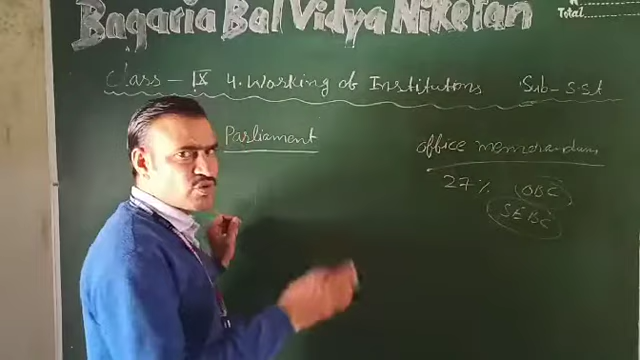 Bagaria Bal Vidya Niketan
Total
Class - IX 4. Working of Institutions Sub - S.St
Parliament
office memorandum
27% OBC
SEBC